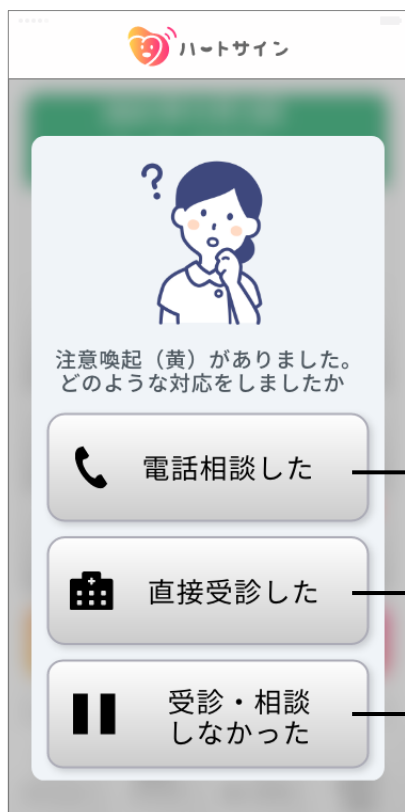 ハートサイン
?
注意喚起（黄）がありました。
どのような対応をしましたか
電話相談した
直接受診した
受診・相談
しなかった